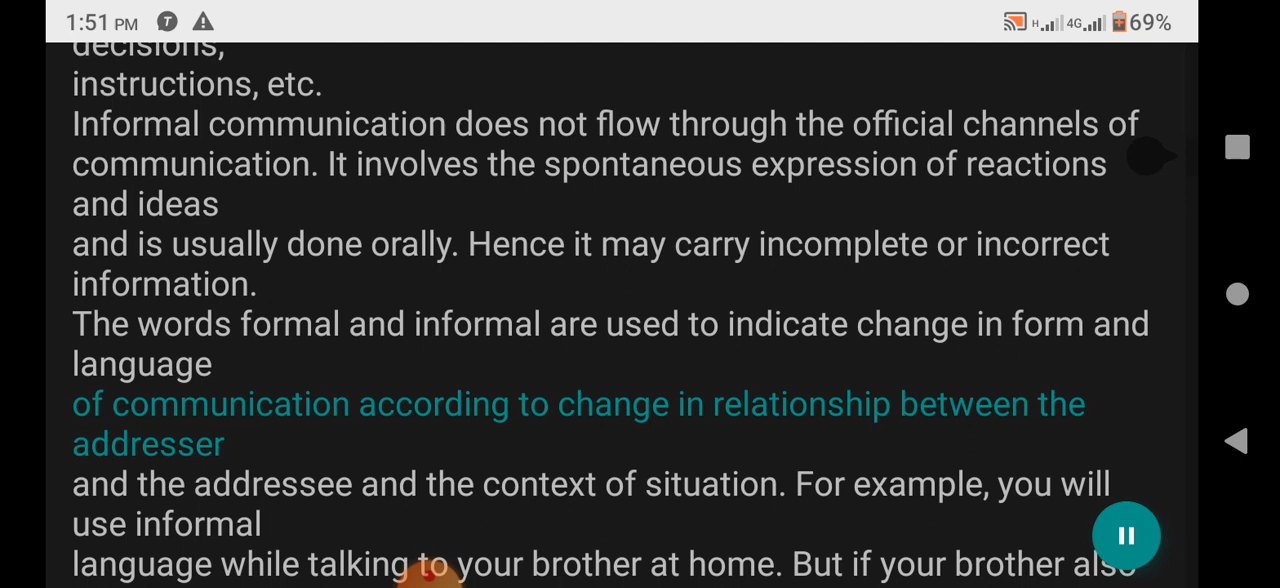 1:51 PM
H 4G 69%
decisions,
instructions, etc.
Informal communication does not flow through the official channels of
communication. It involves the spontaneous expression of reactions
and ideas
and is usually done orally. Hence it may carry incomplete or incorrect
information.
The words formal and informal are used to indicate change in form and
language
of communication according to change in relationship between the
addresser
and the addressee and the context of situation. For example, you will
use informal
language while talking to your brother at home. But if your brother also